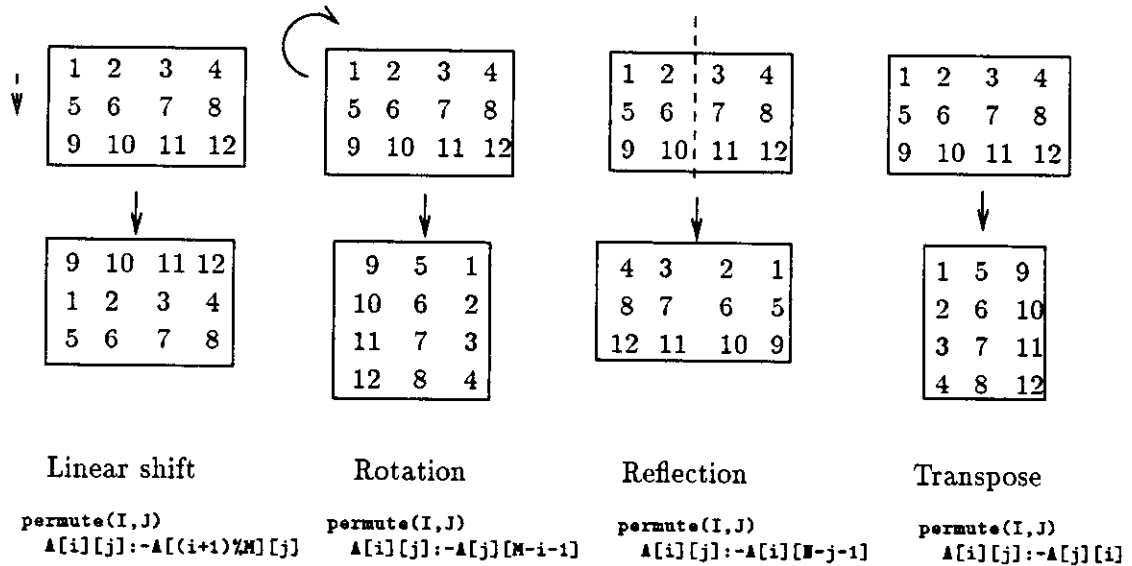 1 2 3 4
5 6 7 8
9 10 11 12
9 10 11 12
1 2 3 4
5 6 7 8
Linear shift
permute(I,J)
A[i][j]:-A[(i+1)%M][j]
1 2 3 4
5 6 7 8
9 10 11 12
9 5 1
10 6 2
11 7 3
12 8 4
Rotation
permute(I,J)
A[i][j]:-A[j][M-i-1]
1 2 3 4
5 6 7 8
9 10 11 12
4 3 2 1
8 7 6 5
12 11 10 9
Reflection
permute(I,J)
A[i][j]:-A[i][N-j-1]
1 2 3 4
5 6 7 8
9 10 11 12
1 5 9
2 6 10
3 7 11
4 8 12
Transpose
permute(I,J)
A[i][j]:-A[j][i]